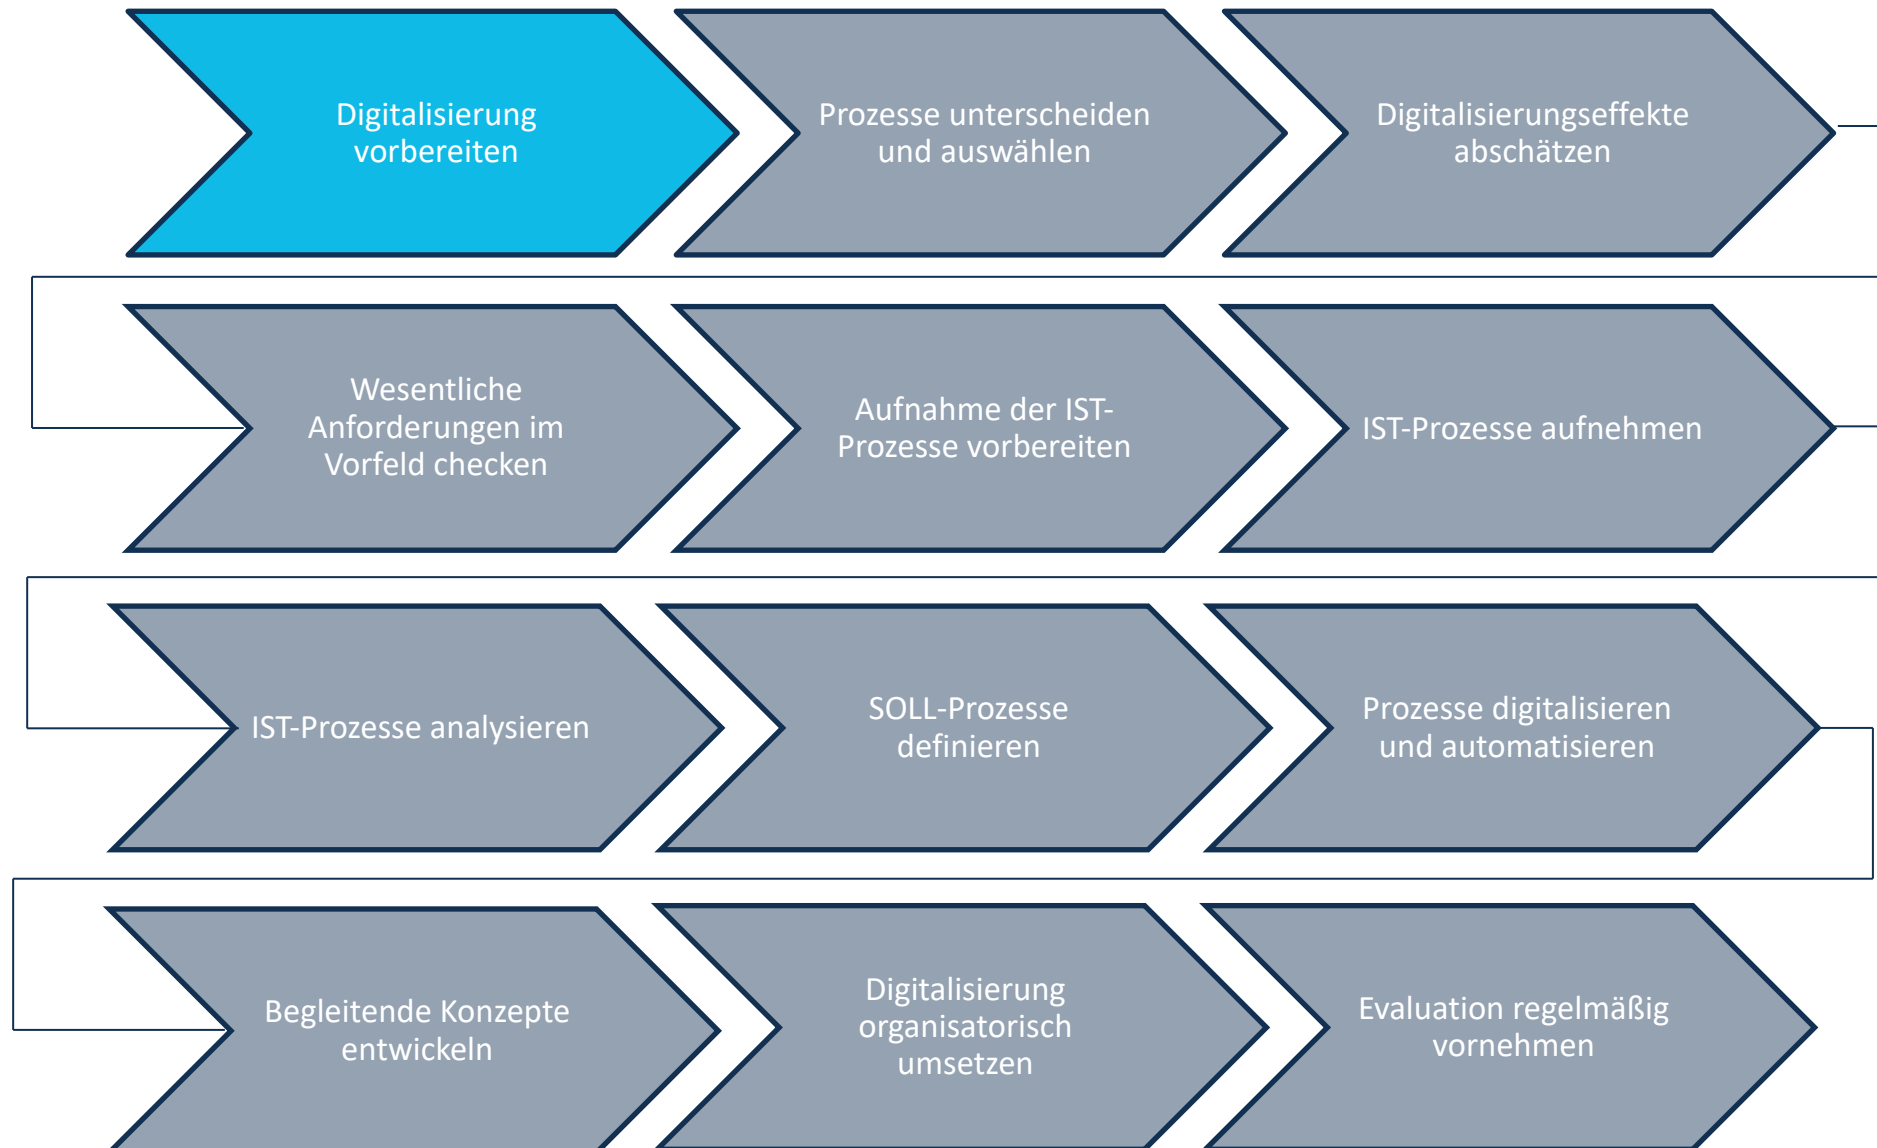 Digitalisierung
vorbereiten
Prozesse unterscheiden
und auswählen
Digitalisierungseffekte
abschätzen
Wesentliche
Anforderungen im
Vorfeld checken
Aufnahme der IST-
Prozesse vorbereiten
IST-Prozesse aufnehmen
IST-Prozesse analysieren
SOLL-Prozesse
definieren
Prozesse digitalisieren
und automatisieren
Begleitende Konzepte
entwickeln
Digitalisierung
organisatorisch
umsetzen
Evaluation regelmäßig
vornehmen